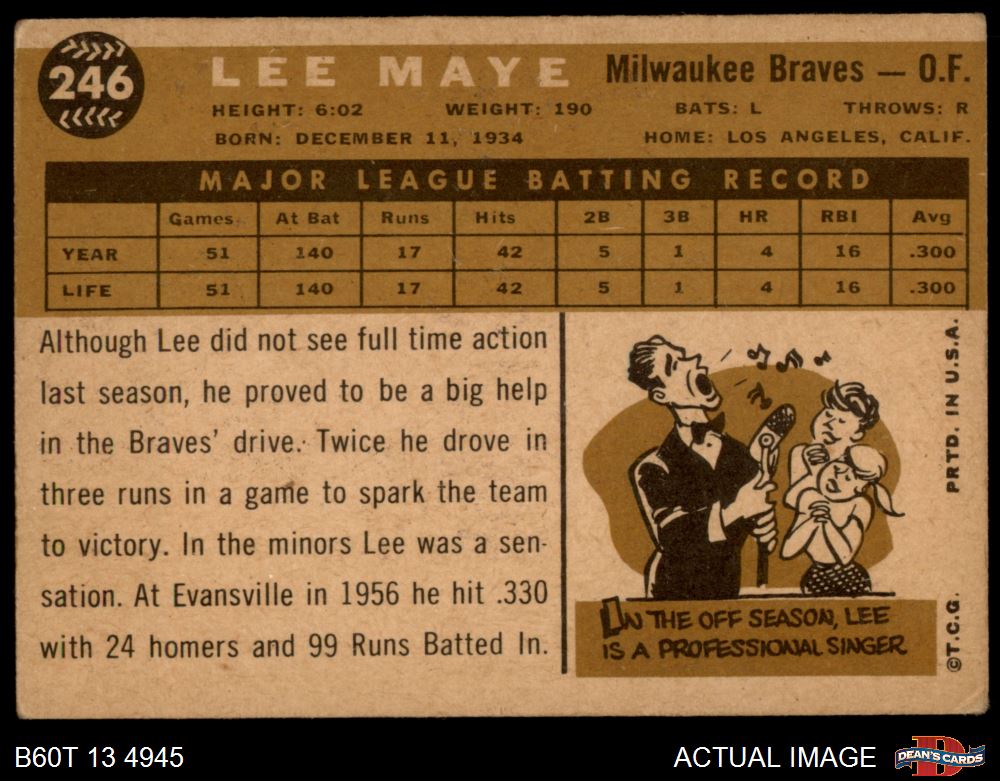 246
LEE MAYE Milwaukee Braves — O.F.
HEIGHT: 6:02 WEIGHT: 190 BATS: L THROWS: R
BORN: DECEMBER 11, 1934 HOME: LOS ANGELES, CALIF.
MAJOR LEAGUE BATTING RECORD
Games At Bat Runs Hits 2B 3B HR RBI Avg
YEAR 51 140 17 42 5 1 4 16 .300
LIFE 51 140 17 42 5 1 4 16 .300
Although Lee did not see full time action
last season, he proved to be a big help
in the Braves' drive. Twice he drove in
three runs in a game to spark the team
to victory. In the minors Lee was a sen-
sation. At Evansville in 1956 he hit .330
with 24 homers and 99 Runs Batted In.
IN THE OFF SEASON, LEE
IS A PROFESSIONAL SINGER
©T.C.G. PRTD. IN U.S.A.
B60T 13 4945
ACTUAL IMAGE
D
DEAN'S CARDS